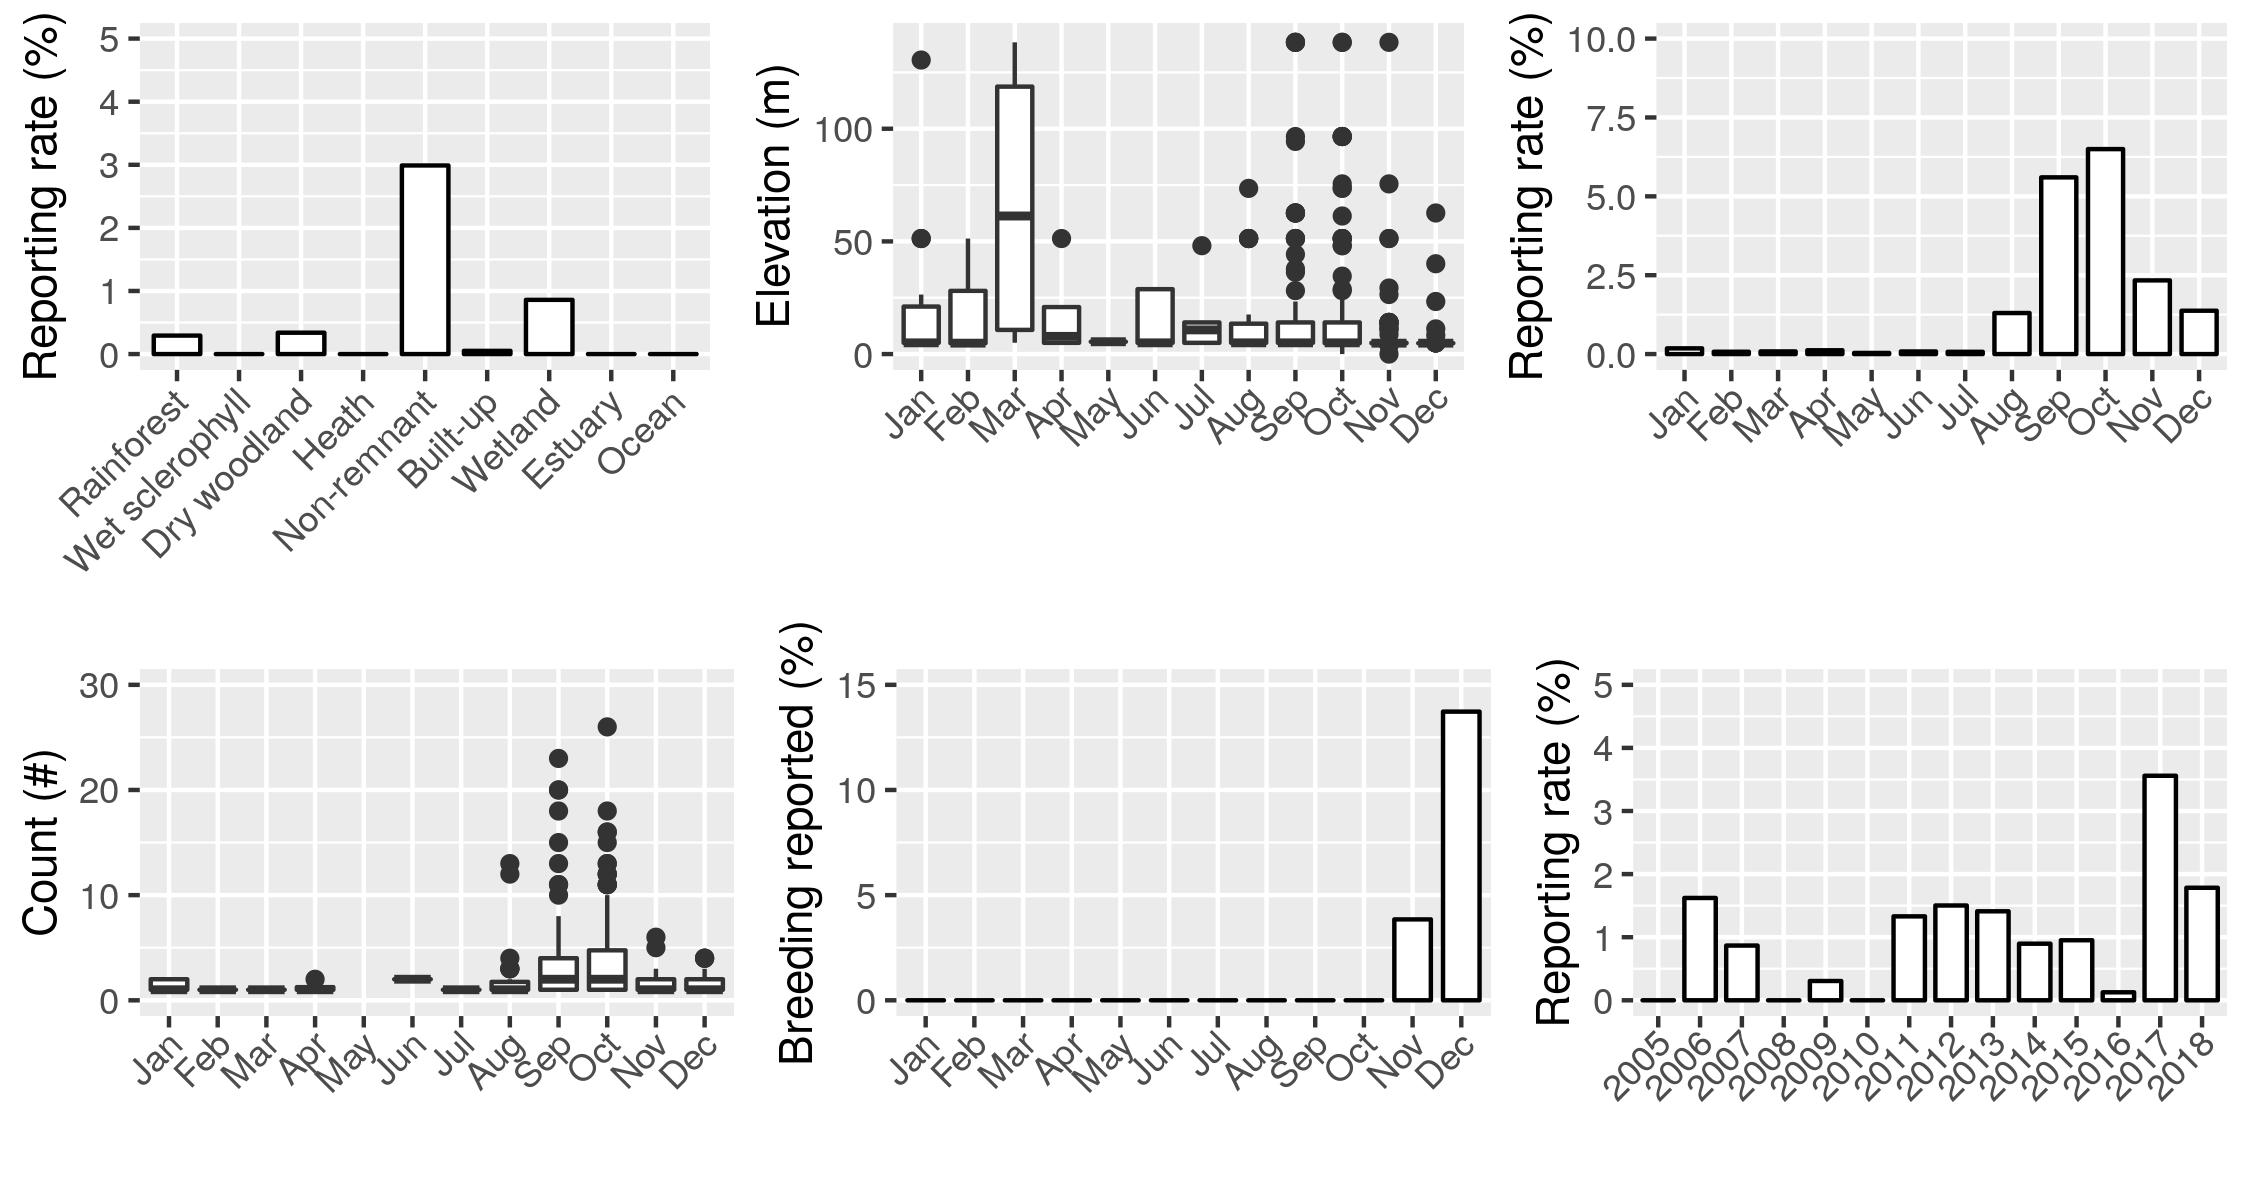 Reporting rate (%)
5
4
3
2
1
0
Rainforest
Wet sclerophyll
Dry woodland
Heath
Non-remnant
Built-up
Wetland
Estuary
Ocean
Elevation (m)
100
50
0
Jan
Feb
Mar
Apr
May
Jun
Jul
Aug
Sep
Oct
Nov
Dec
Reporting rate (%)
10.0
7.5
5.0
2.5
0.0
Jan
Feb
Mar
Apr
May
Jun
Jul
Aug
Sep
Oct
Nov
Dec
Count (#)
30
20
10
0
Jan
Feb
Mar
Apr
May
Jun
Jul
Aug
Sep
Oct
Nov
Dec
Breeding reported (%)
15
10
5
0
Jan
Feb
Mar
Apr
May
Jun
Jul
Aug
Sep
Oct
Nov
Dec
Reporting rate (%)
5
4
3
2
1
0
2005
2006
2007
2008
2009
2010
2011
2012
2013
2014
2015
2016
2017
2018